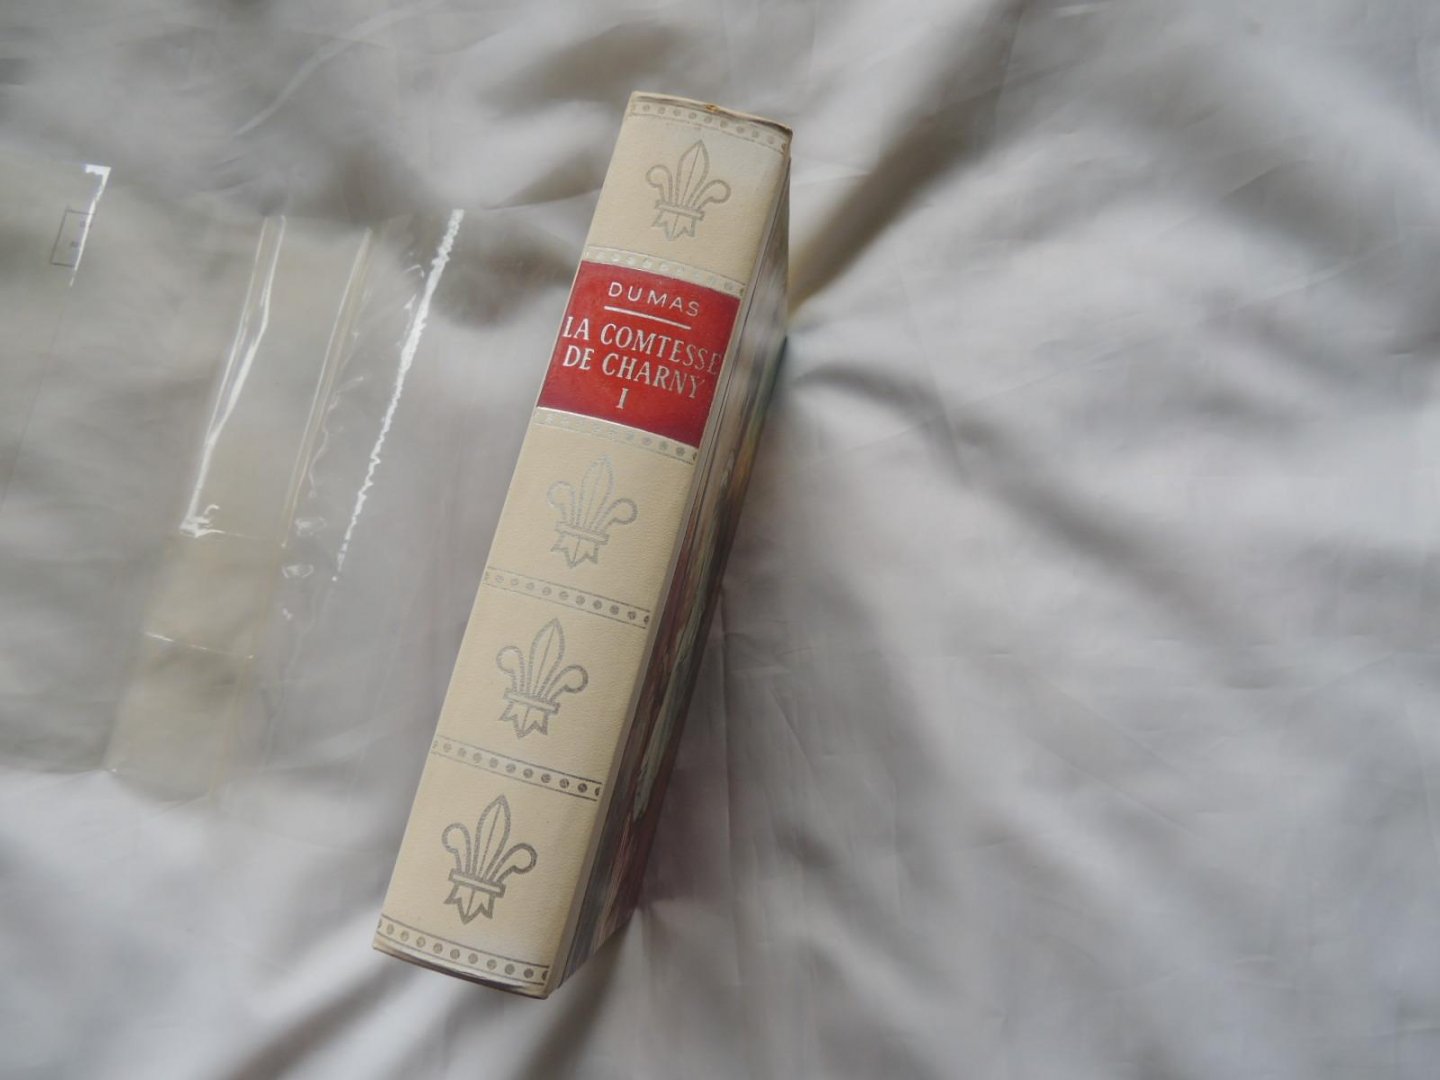 DUMAS
LA COMTESSE
DE CHARNY
I